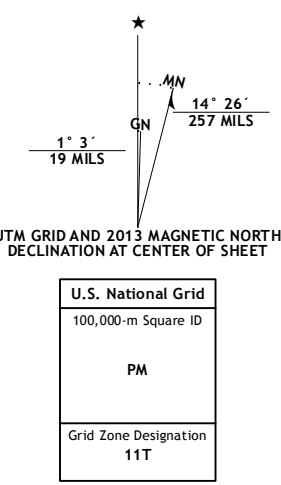 ★
MN
GN
14° 26´
257 MILS
1° 3´
19 MILS
UTM GRID AND 2013 MAGNETIC NORTH
DECLINATION AT CENTER OF SHEET
U.S. National Grid
100,000-m Square ID
PM
Grid Zone Designation
11T